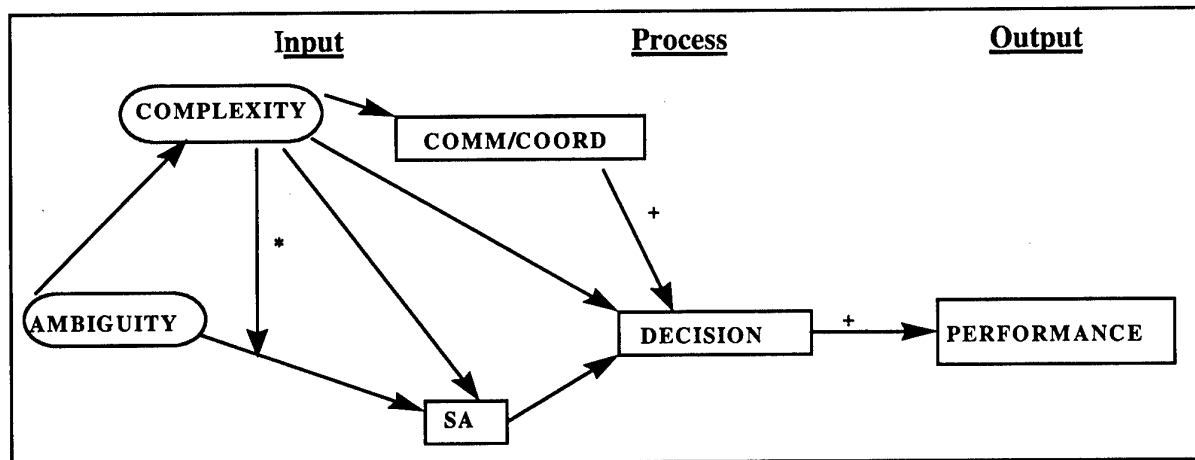 Input Process Output
COMPLEXITY
COMM/COORD
+
*
AMBIGUITY
DECISION
+
PERFORMANCE
SA